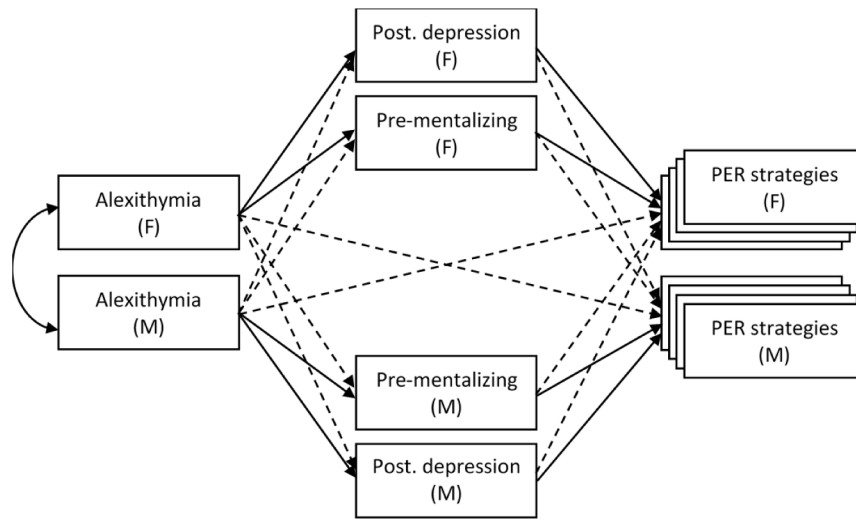 Post. depression
(F)
Pre-mentalizing
(F)
Alexithymia
(F)
PER strategies
(F)
Alexithymia
(M)
PER strategies
(M)
Pre-mentalizing
(M)
Post. depression
(M)